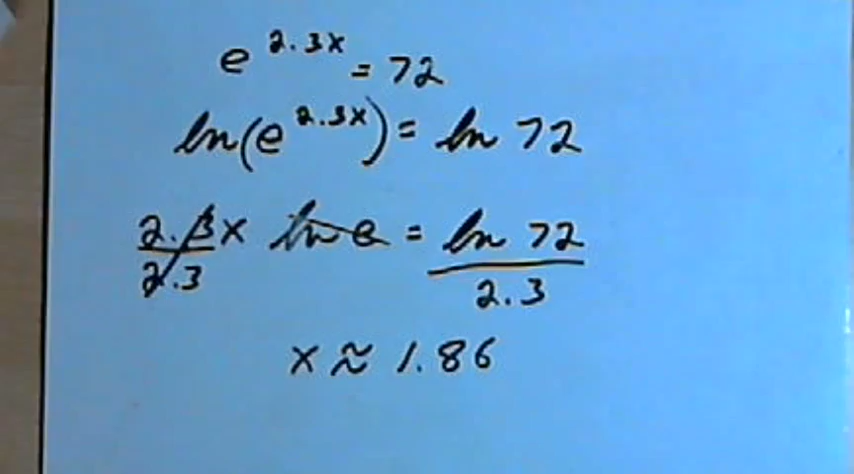 e^2.3x = 72
ln(e^2.3x) = ln 72
2.3x/2.3 ln e = ln 72/2.3
x ≈ 1.86